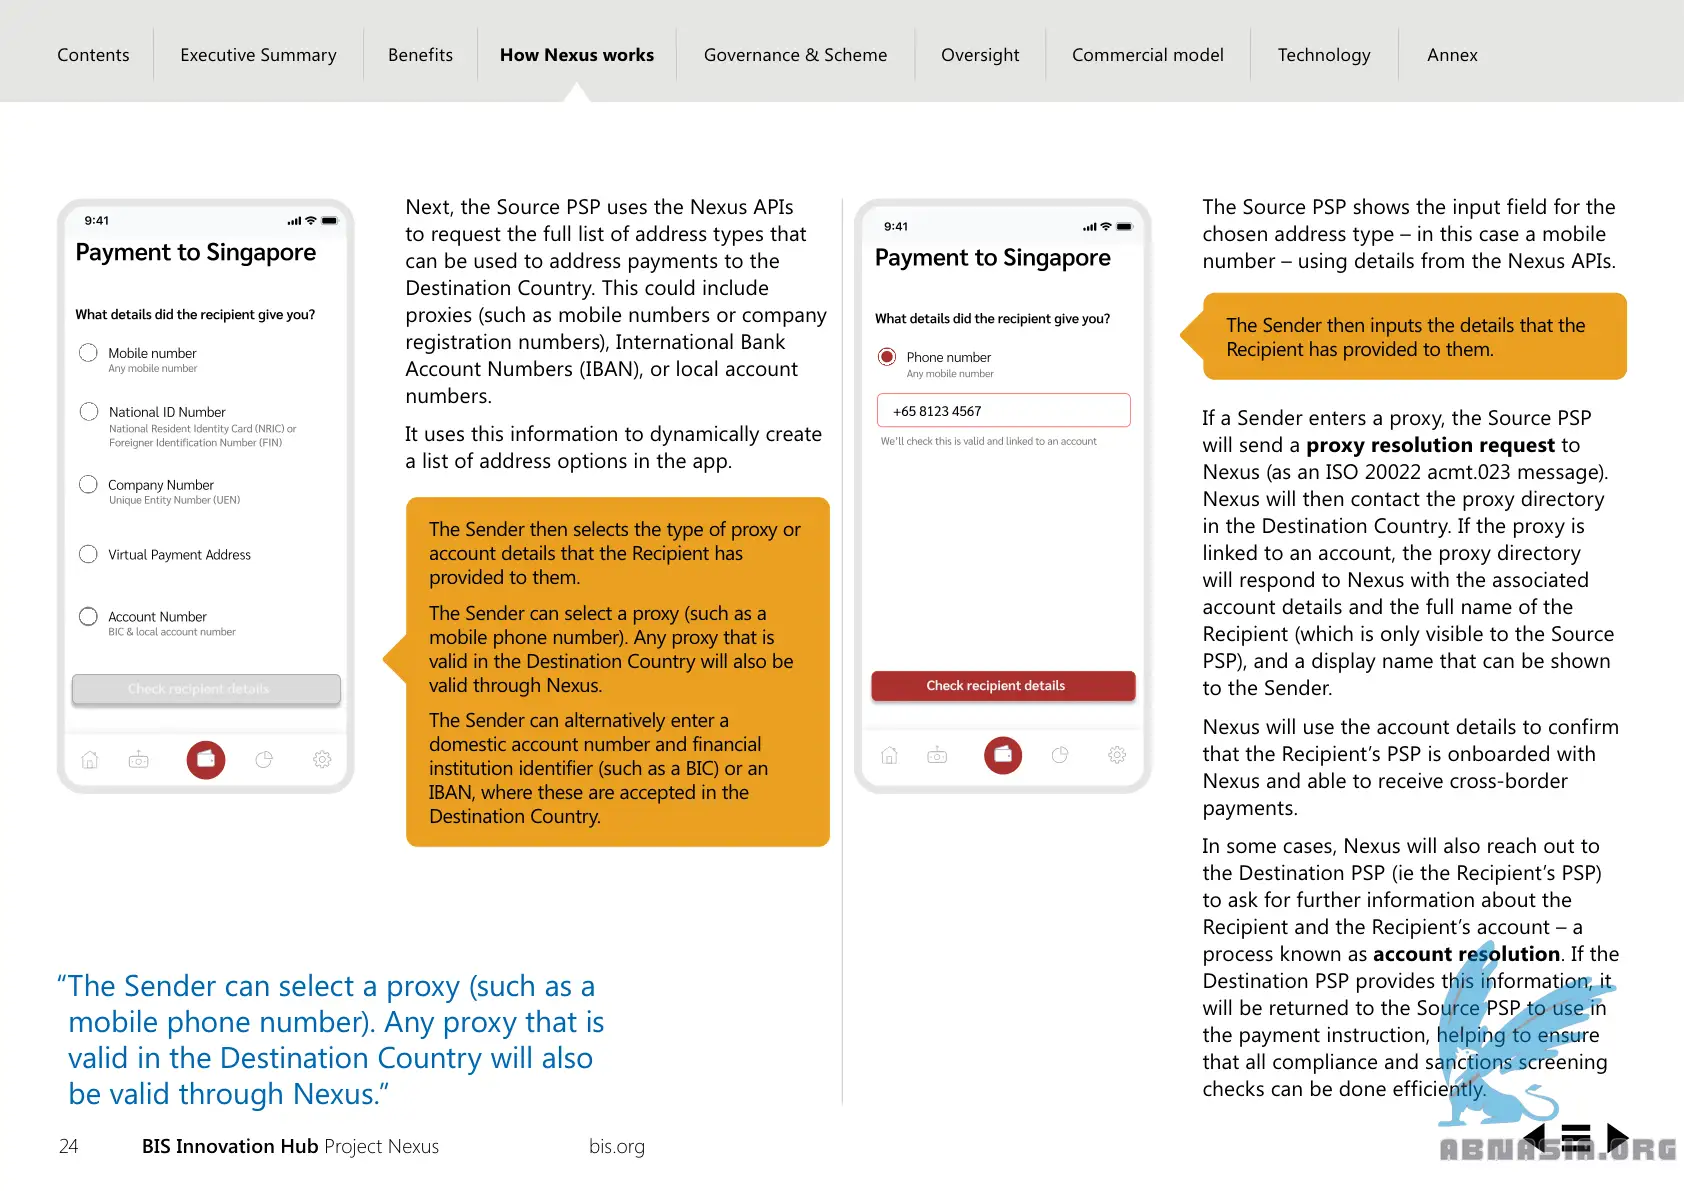 Contents
Executive Summary
Benefits
How Nexus works
Governance & Scheme
Oversight
Commercial model
Technology
Annex
9:41
Payment to Singapore
What details did the recipient give you?
Mobile number
Any mobile number
National ID Number
National Resident Identity Card (NRIC) or
Foreigner Identification Number (FIN)
Company Number
Unique Entity Number (UEN)
Virtual Payment Address
Account Number
BIC & local account number
Check recipient details
Next, the Source PSP uses the Nexus APIs
to request the full list of address types that
can be used to address payments to the
Destination Country. This could include
proxies (such as mobile numbers or company
registration numbers), International Bank
Account Numbers (IBAN), or local account
numbers.
It uses this information to dynamically create
a list of address options in the app.
The Sender then selects the type of proxy or
account details that the Recipient has
provided to them.
The Sender can select a proxy (such as a
mobile phone number). Any proxy that is
valid in the Destination Country will also be
valid through Nexus.
The Sender can alternatively enter a
domestic account number and financial
institution identifier (such as a BIC) or an
IBAN, where these are accepted in the
Destination Country.
“The Sender can select a proxy (such as a
mobile phone number). Any proxy that is
valid in the Destination Country will also
be valid through Nexus.”
9:41
Payment to Singapore
What details did the recipient give you?
Phone number
Any mobile number
+65 8123 4567
We'll check this is valid and linked to an account
Check recipient details
The Source PSP shows the input field for the
chosen address type – in this case a mobile
number – using details from the Nexus APIs.
The Sender then inputs the details that the
Recipient has provided to them.
If a Sender enters a proxy, the Source PSP
will send a proxy resolution request to
Nexus (as an ISO 20022 acmt.023 message).
Nexus will then contact the proxy directory
in the Destination Country. If the proxy is
linked to an account, the proxy directory
will respond to Nexus with the associated
account details and the full name of the
Recipient (which is only visible to the Source
PSP), and a display name that can be shown
to the Sender.
Nexus will use the account details to confirm
that the Recipient’s PSP is onboarded with
Nexus and able to receive cross-border
payments.
In some cases, Nexus will also reach out to
the Destination PSP (ie the Recipient’s PSP)
to ask for further information about the
Recipient and the Recipient’s account – a
process known as account resolution. If the
Destination PSP provides this information, it
will be returned to the Source PSP to use in
the payment instruction, helping to ensure
that all compliance and sanctions screening
checks can be done efficiently.
24
BIS Innovation Hub Project Nexus
bis.org
ABNASIA.ORG